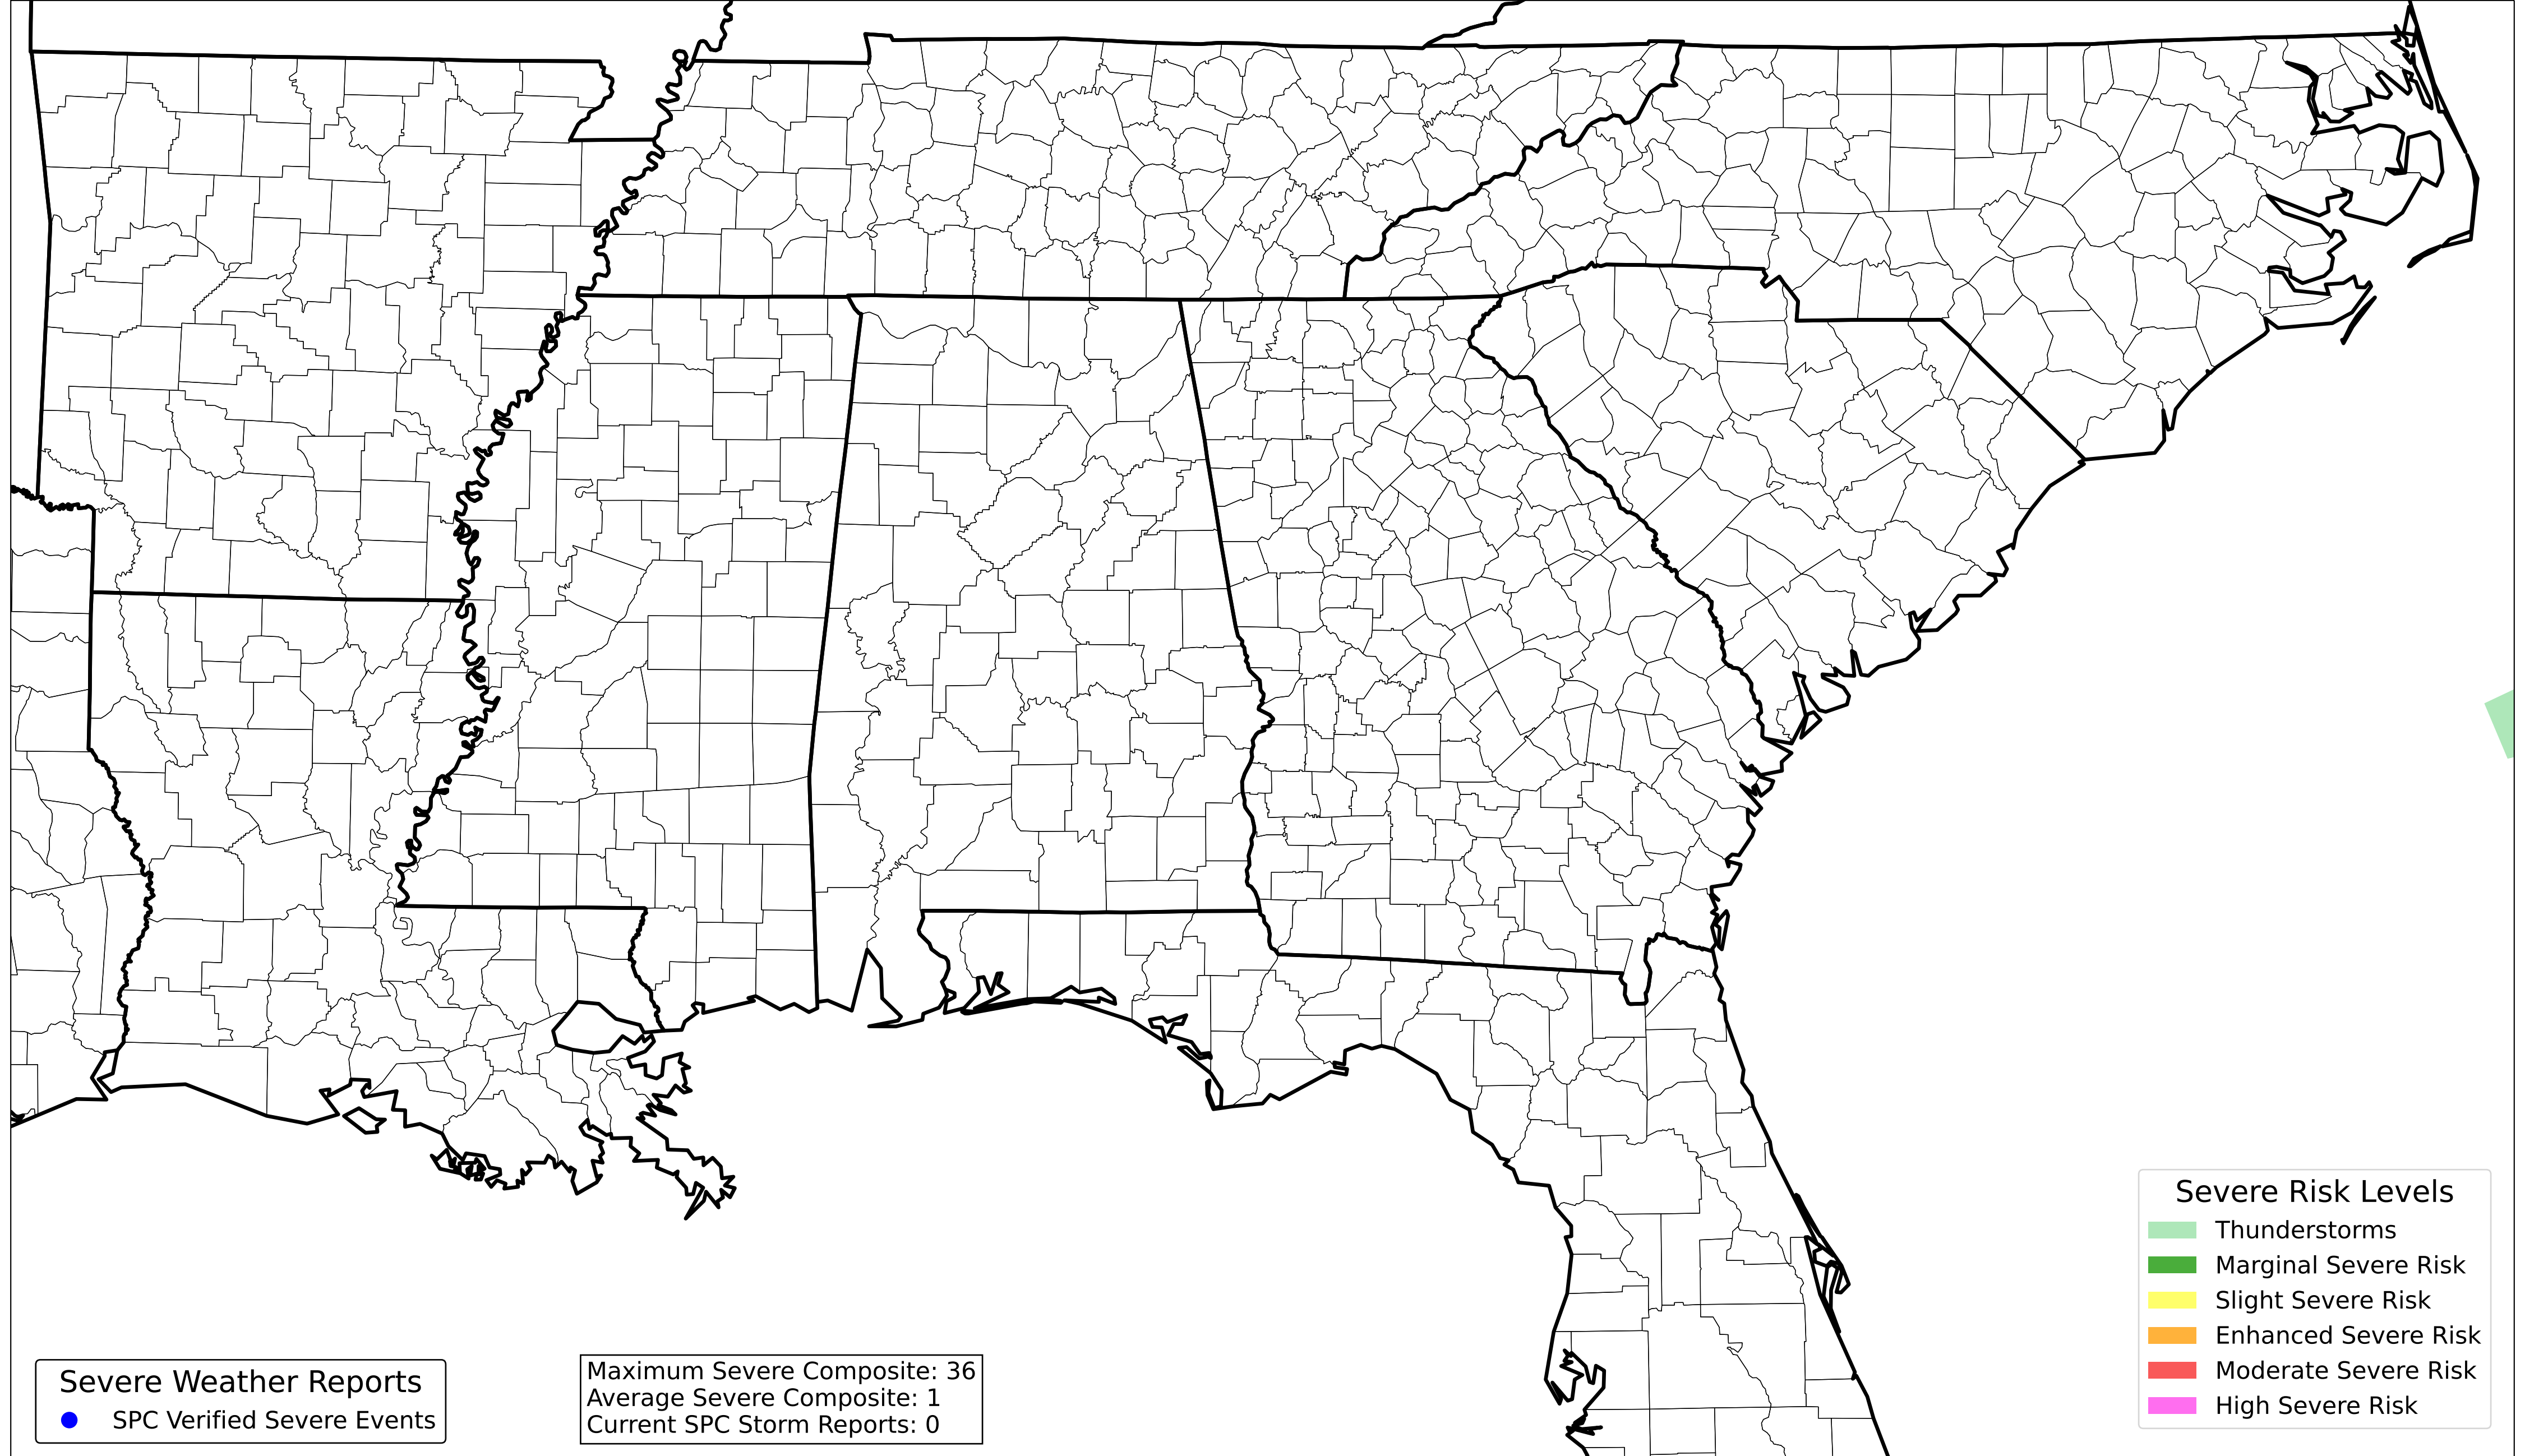 Severe Risk Levels
Thunderstorms
Marginal Severe Risk
Slight Severe Risk
Enhanced Severe Risk
Moderate Severe Risk
High Severe Risk
Severe Weather Reports
SPC Verified Severe Events
Maximum Severe Composite: 36
Average Severe Composite: 1
Current SPC Storm Reports: 0